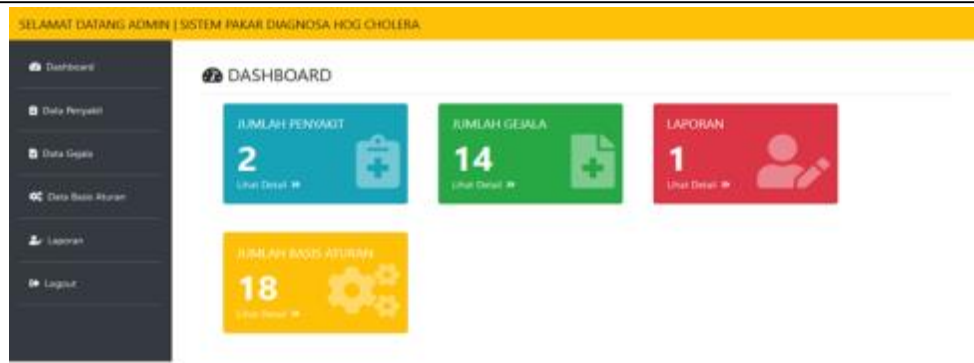 SELAMAT DATANG ADMIN | SISTEM PAKAR DIAGNOSA HOG CHOLERA
Dashboard
Data Penyakit
Data Gejala
Data Basis Aturan
Laporan
Logout
DASHBOARD
JUMLAH PENYAKIT
2
Lihat Detail
JUMLAH GEJALA
14
Lihat Detail
LAPORAN
1
Lihat Detail
JUMLAH BASIS ATURAN
18
Lihat Detail